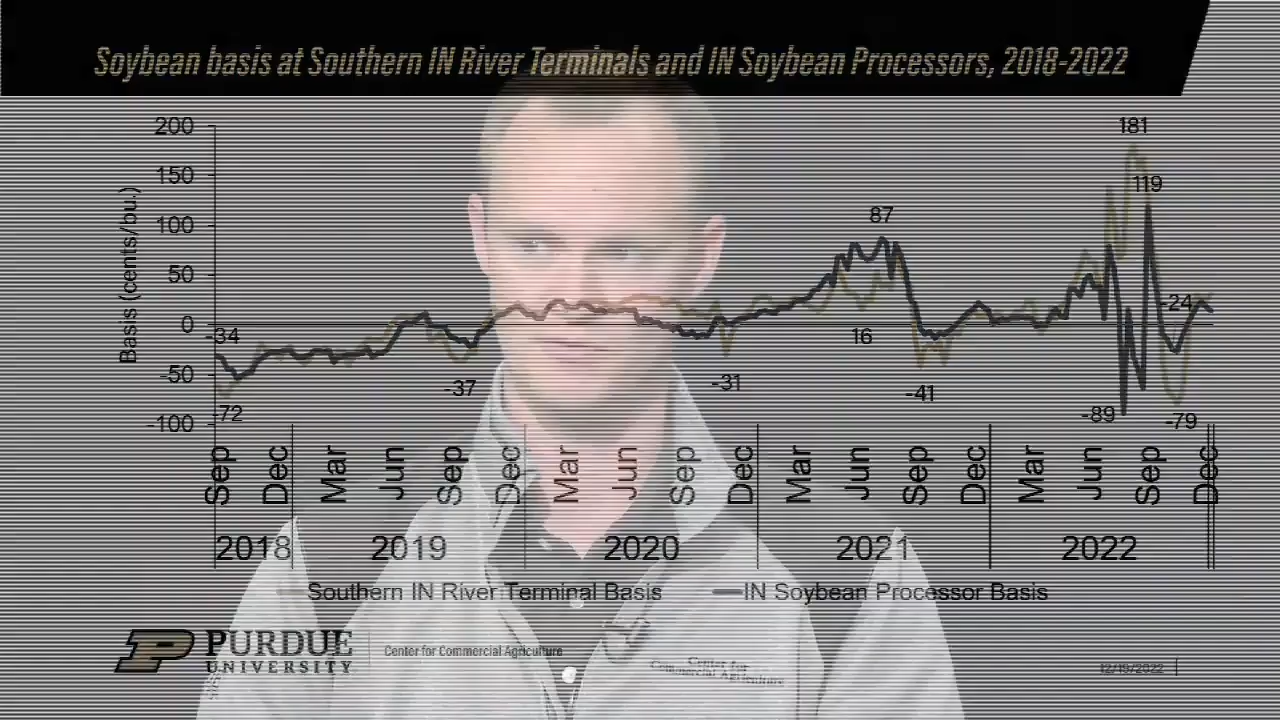 Soybean basis at Southern IN River Terminals and IN Soybean Processors, 2018-2022
Basis (cents/bu.)
200
150
100
50
0
-50
-100
-34
-72
-37
-31
87
16
-41
181
119
-24
-89
-79
Sep Dec Mar Jun Sep Dec Mar Jun Sep Dec Mar Jun Sep Dec Mar Jun Sep Dec
2018 2019 2020 2021 2022
Southern IN River Terminal Basis IN Soybean Processor Basis
PURDUE
UNIVERSITY
Center for Commercial Agriculture
Center for
Commercial Agriculture
12/19/2022